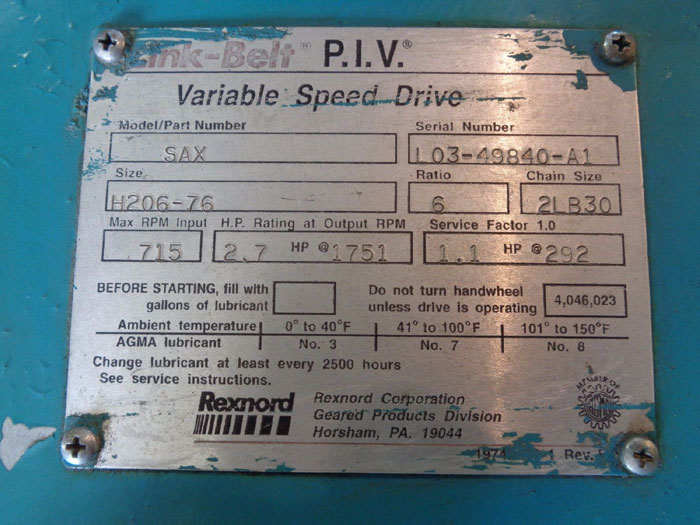 Link-Belt® P.I.V.®
Variable Speed Drive
Model/Part Number Serial Number
SAX L03-49840-A1
Size Ratio Chain Size
H206-76 6 2LB30
Max RPM Input H.P. Rating at Output RPM Service Factor 1.0
715 2.7 HP @ 1751 1.1 HP @ 292
BEFORE STARTING, fill with gallons of lubricant
Do not turn handwheel unless drive is operating
4,046,023
Ambient temperature 0° to 40°F 41° to 100°F 101° to 150°F
AGMA lubricant No. 3 No. 7 No. 8
Change lubricant at least every 2500 hours
See service instructions.
Rexnord
Rexnord Corporation
Geared Products Division
Horsham, PA. 19044
MEMBER OF
1974 1 Rev.